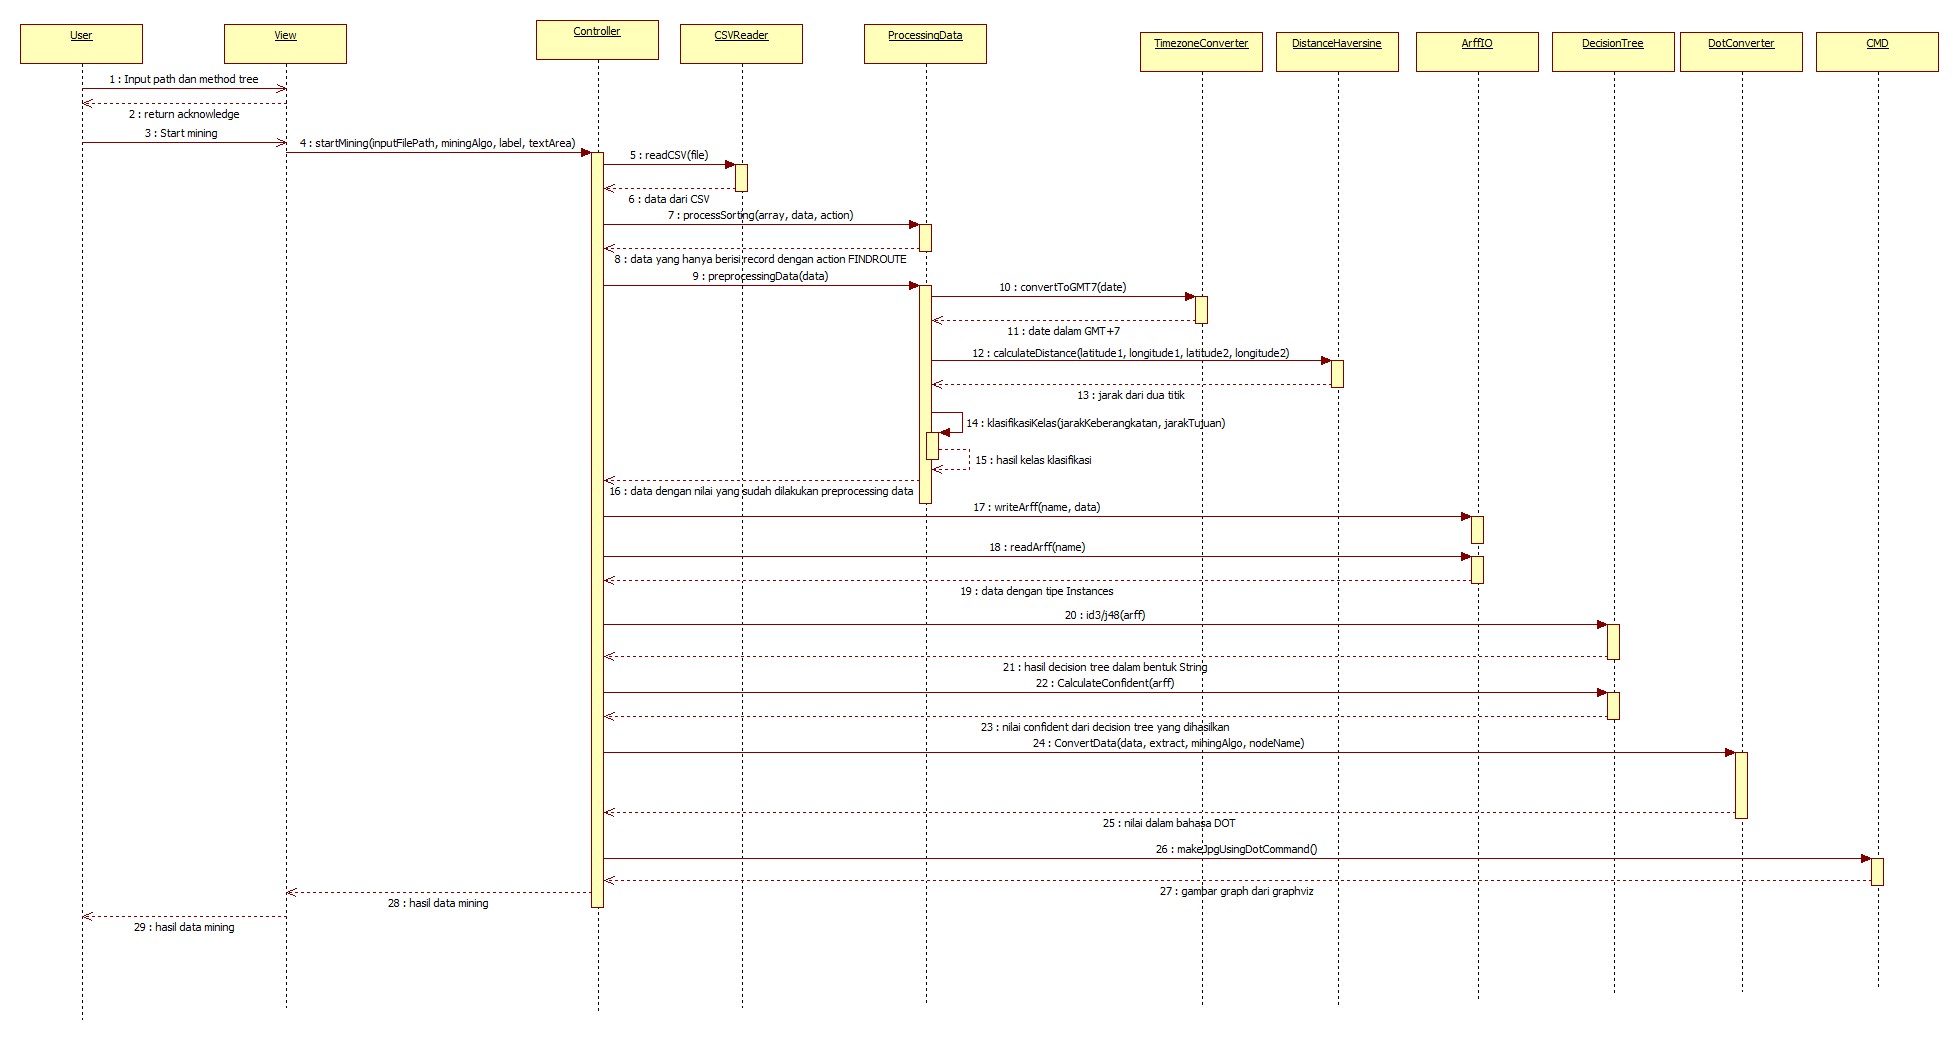 User
View
Controller
CSVReader
ProcessingData
TimezoneConverter
DistanceHaversine
ArffIO
DecisionTree
DotConverter
CMD
1 : Input path dan method tree
2 : return acknowledge
3 : Start mining
4 : startMining(inputFilePath, miningAlgo, label, textArea)
5 : readCSV(file)
6 : data dari CSV
7 : processSorting(array, data, action)
8 : data yang hanya berisi record dengan action FINDROUTE
9 : preprocessingData(data)
10 : convertToGMT7(date)
11 : date dalam GMT+7
12 : calculateDistance(latitude1, longitude1, latitude2, longitude2)
13 : jarak dari dua titik
14 : klasifikasiKelas(jarakKeberangkatan, jarakTujuan)
15 : hasil kelas klasifikasi
16 : data dengan nilai yang sudah dilakukan preprocessing data
17 : writeArff(name, data)
18 : readArff(name)
19 : data dengan tipe Instances
20 : id3/j48(arff)
21 : hasil decision tree dalam bentuk String
22 : CalculateConfident(arff)
23 : nilai confident dari decision tree yang dihasilkan
24 : ConvertData(data, extract, miningAlgo, nodeName)
25 : nilai dalam bahasa DOT
26 : makeJpgUsingDotCommand()
27 : gambar graph dari graphviz
28 : hasil data mining
29 : hasil data mining